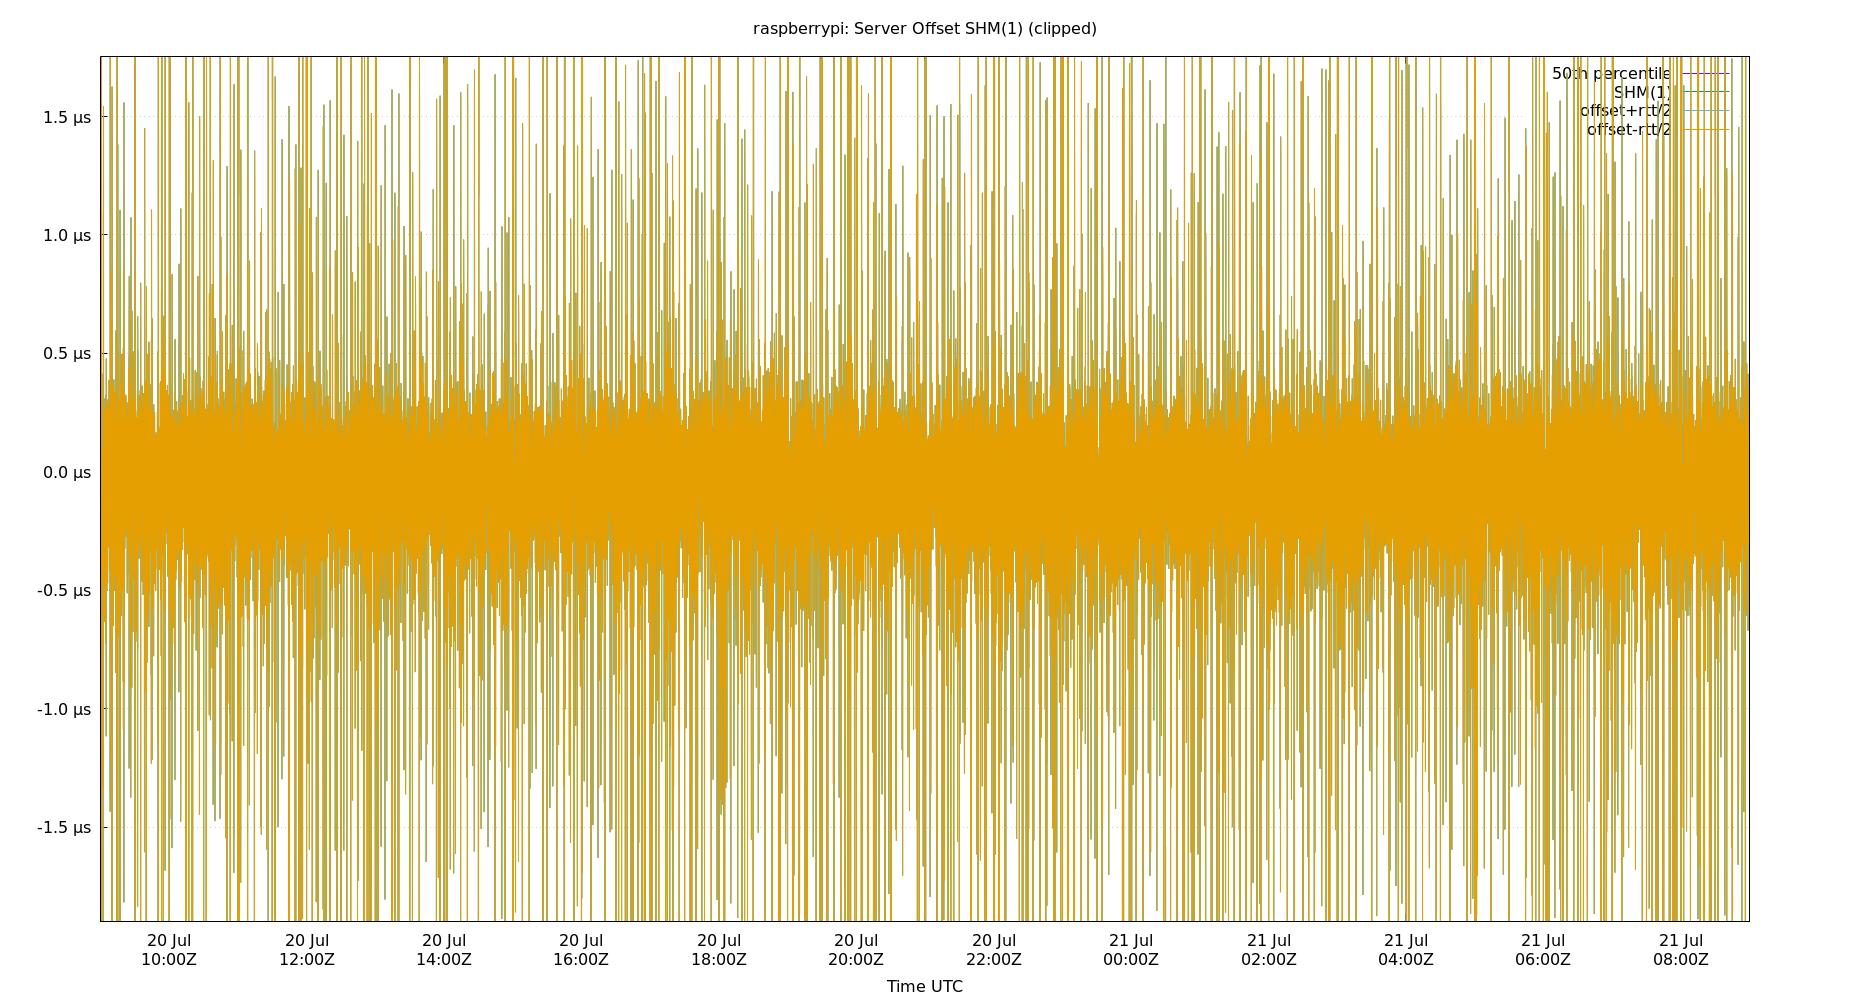 raspberrypi: Server Offset SHM(1) (clipped)
50th percentile
SHM(1)
offset+rtt/2
offset-rtt/2
1.5 µs
1.0 µs
0.5 µs
0.0 µs
-0.5 µs
-1.0 µs
-1.5 µs
20 Jul 20 Jul 20 Jul 20 Jul 20 Jul 20 Jul 20 Jul 21 Jul 21 Jul 21 Jul 21 Jul 21 Jul
10:00Z 12:00Z 14:00Z 16:00Z 18:00Z 20:00Z 22:00Z 00:00Z 02:00Z 04:00Z 06:00Z 08:00Z
Time UTC